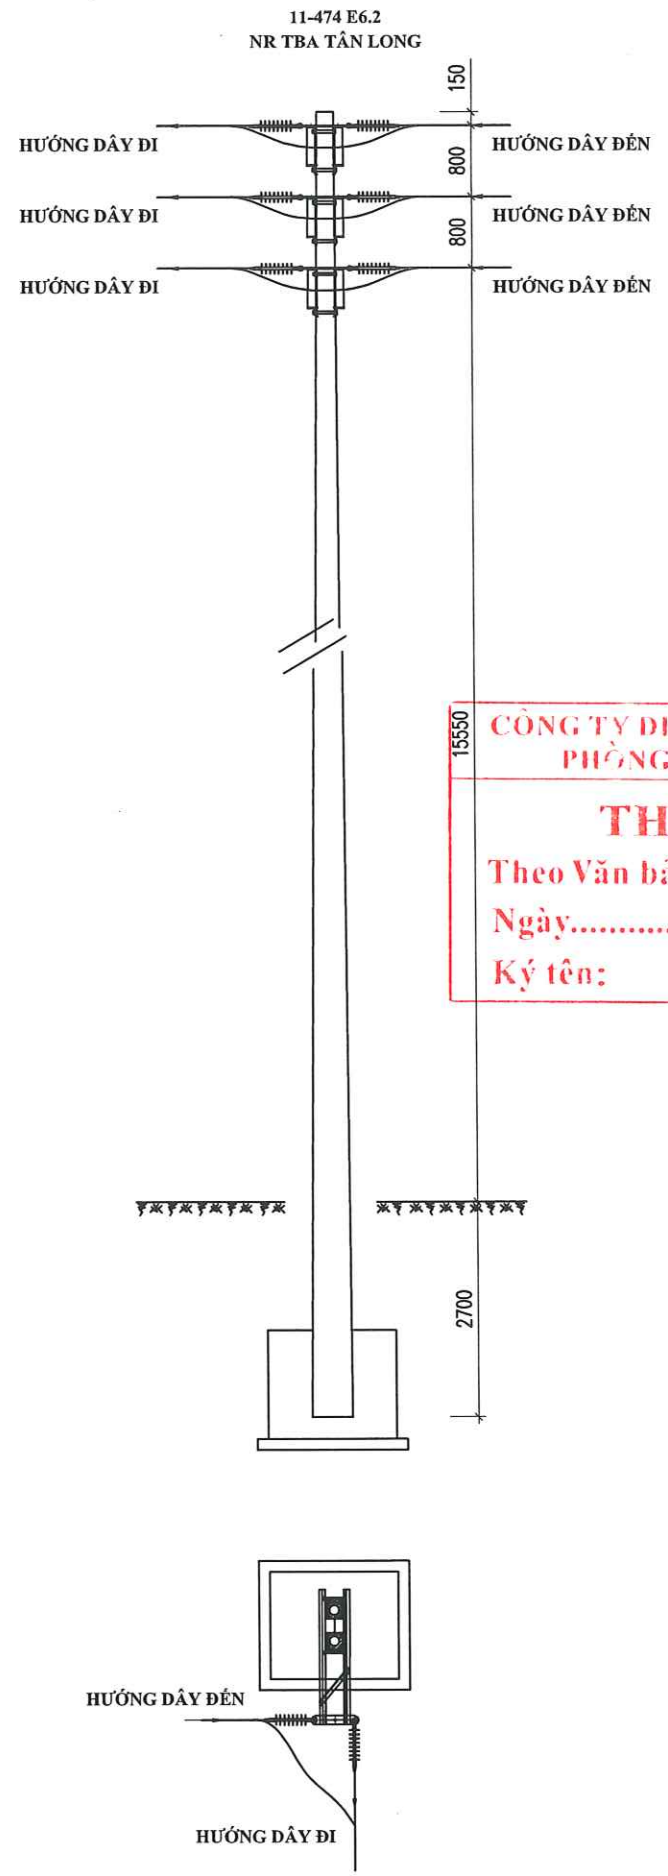 11-474 E6.2
NR TBA TÂN LONG
150
HƯỚNG DÂY ĐI
HƯỚNG DÂY ĐẾN
800
HƯỚNG DÂY ĐI
HƯỚNG DÂY ĐẾN
800
HƯỚNG DÂY ĐI
HƯỚNG DÂY ĐẾN
15550
CÔNG TY
PHÒNG
TH
Theo Văn
Ngày............
Ký tên:
2700
HƯỚNG DÂY ĐẾN
HƯỚNG DÂY ĐI